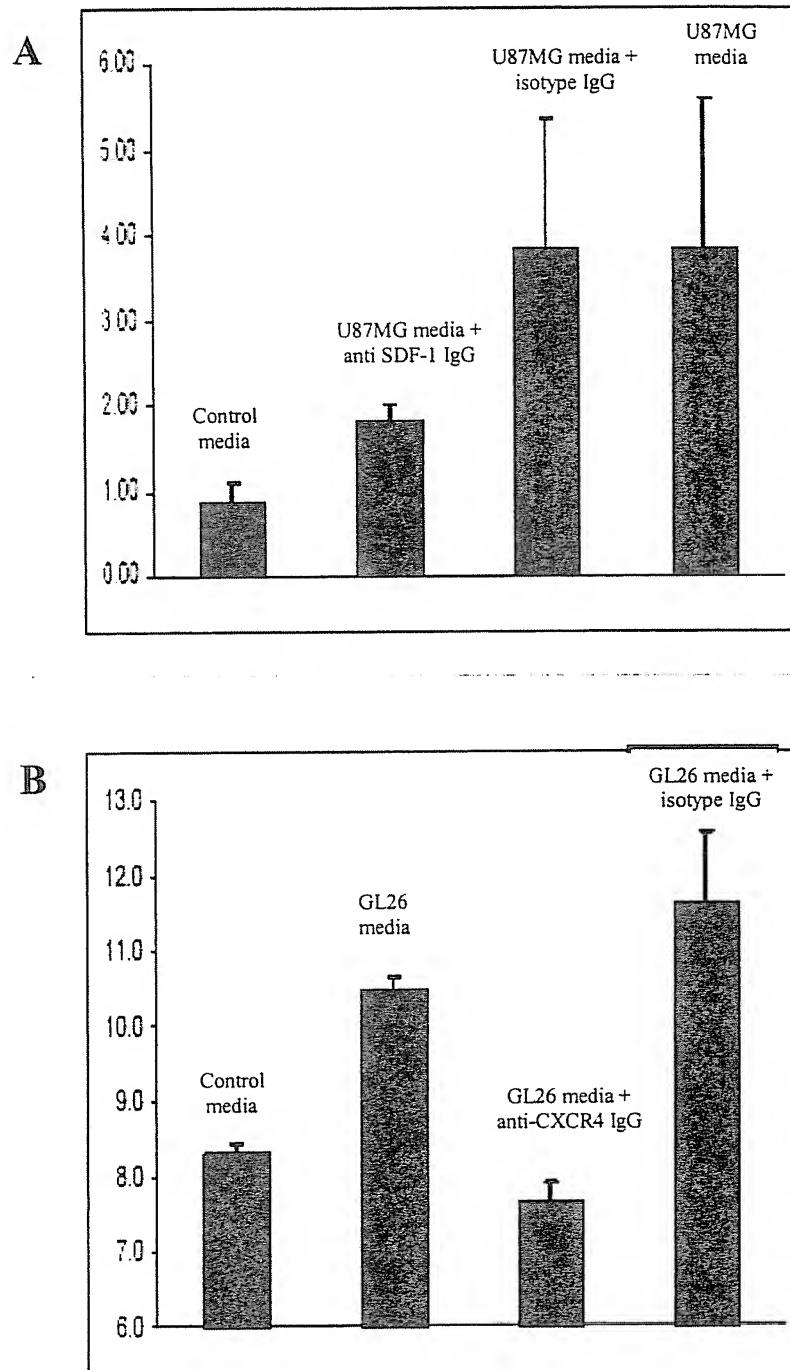 A
6.00
5.00
4.00
3.00
2.00
1.00
0.00
Control
media
U87MG media +
anti SDF-1 IgG
U87MG media +
isotype IgG
U87MG
media
B
13.0
12.0
11.0
10.0
9.0
8.0
7.0
6.0
Control
media
GL26
media
GL26 media +
anti-CXCR4 IgG
GL26 media +
isotype IgG